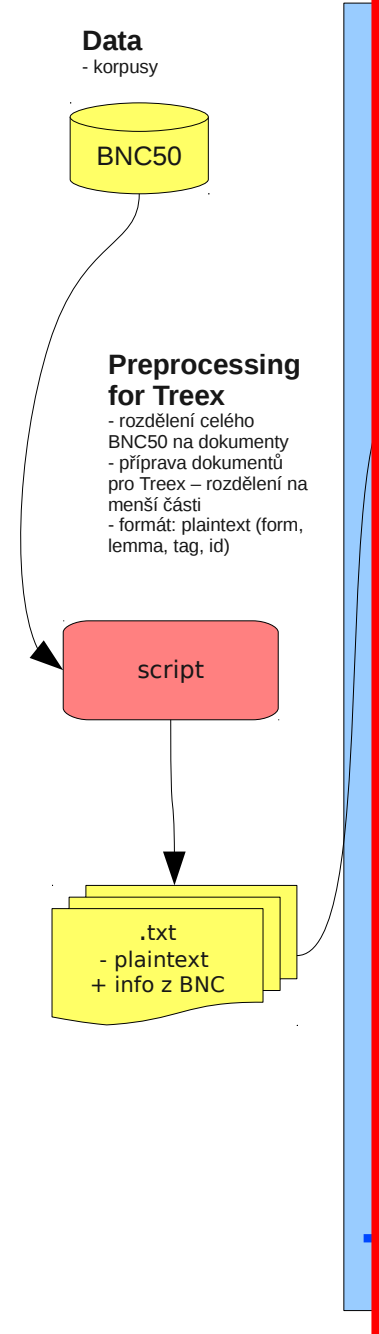 Data
- korpusy
BNC50
Preprocessing
for Treex
- rozdělení celého
BNC50 na dokumenty
- příprava dokumentů
pro Treex – rozdělení na
menší části
- formát: plaintext (form,
lemma, tag, id)
script
.txt
- plaintext
+ info z BNC